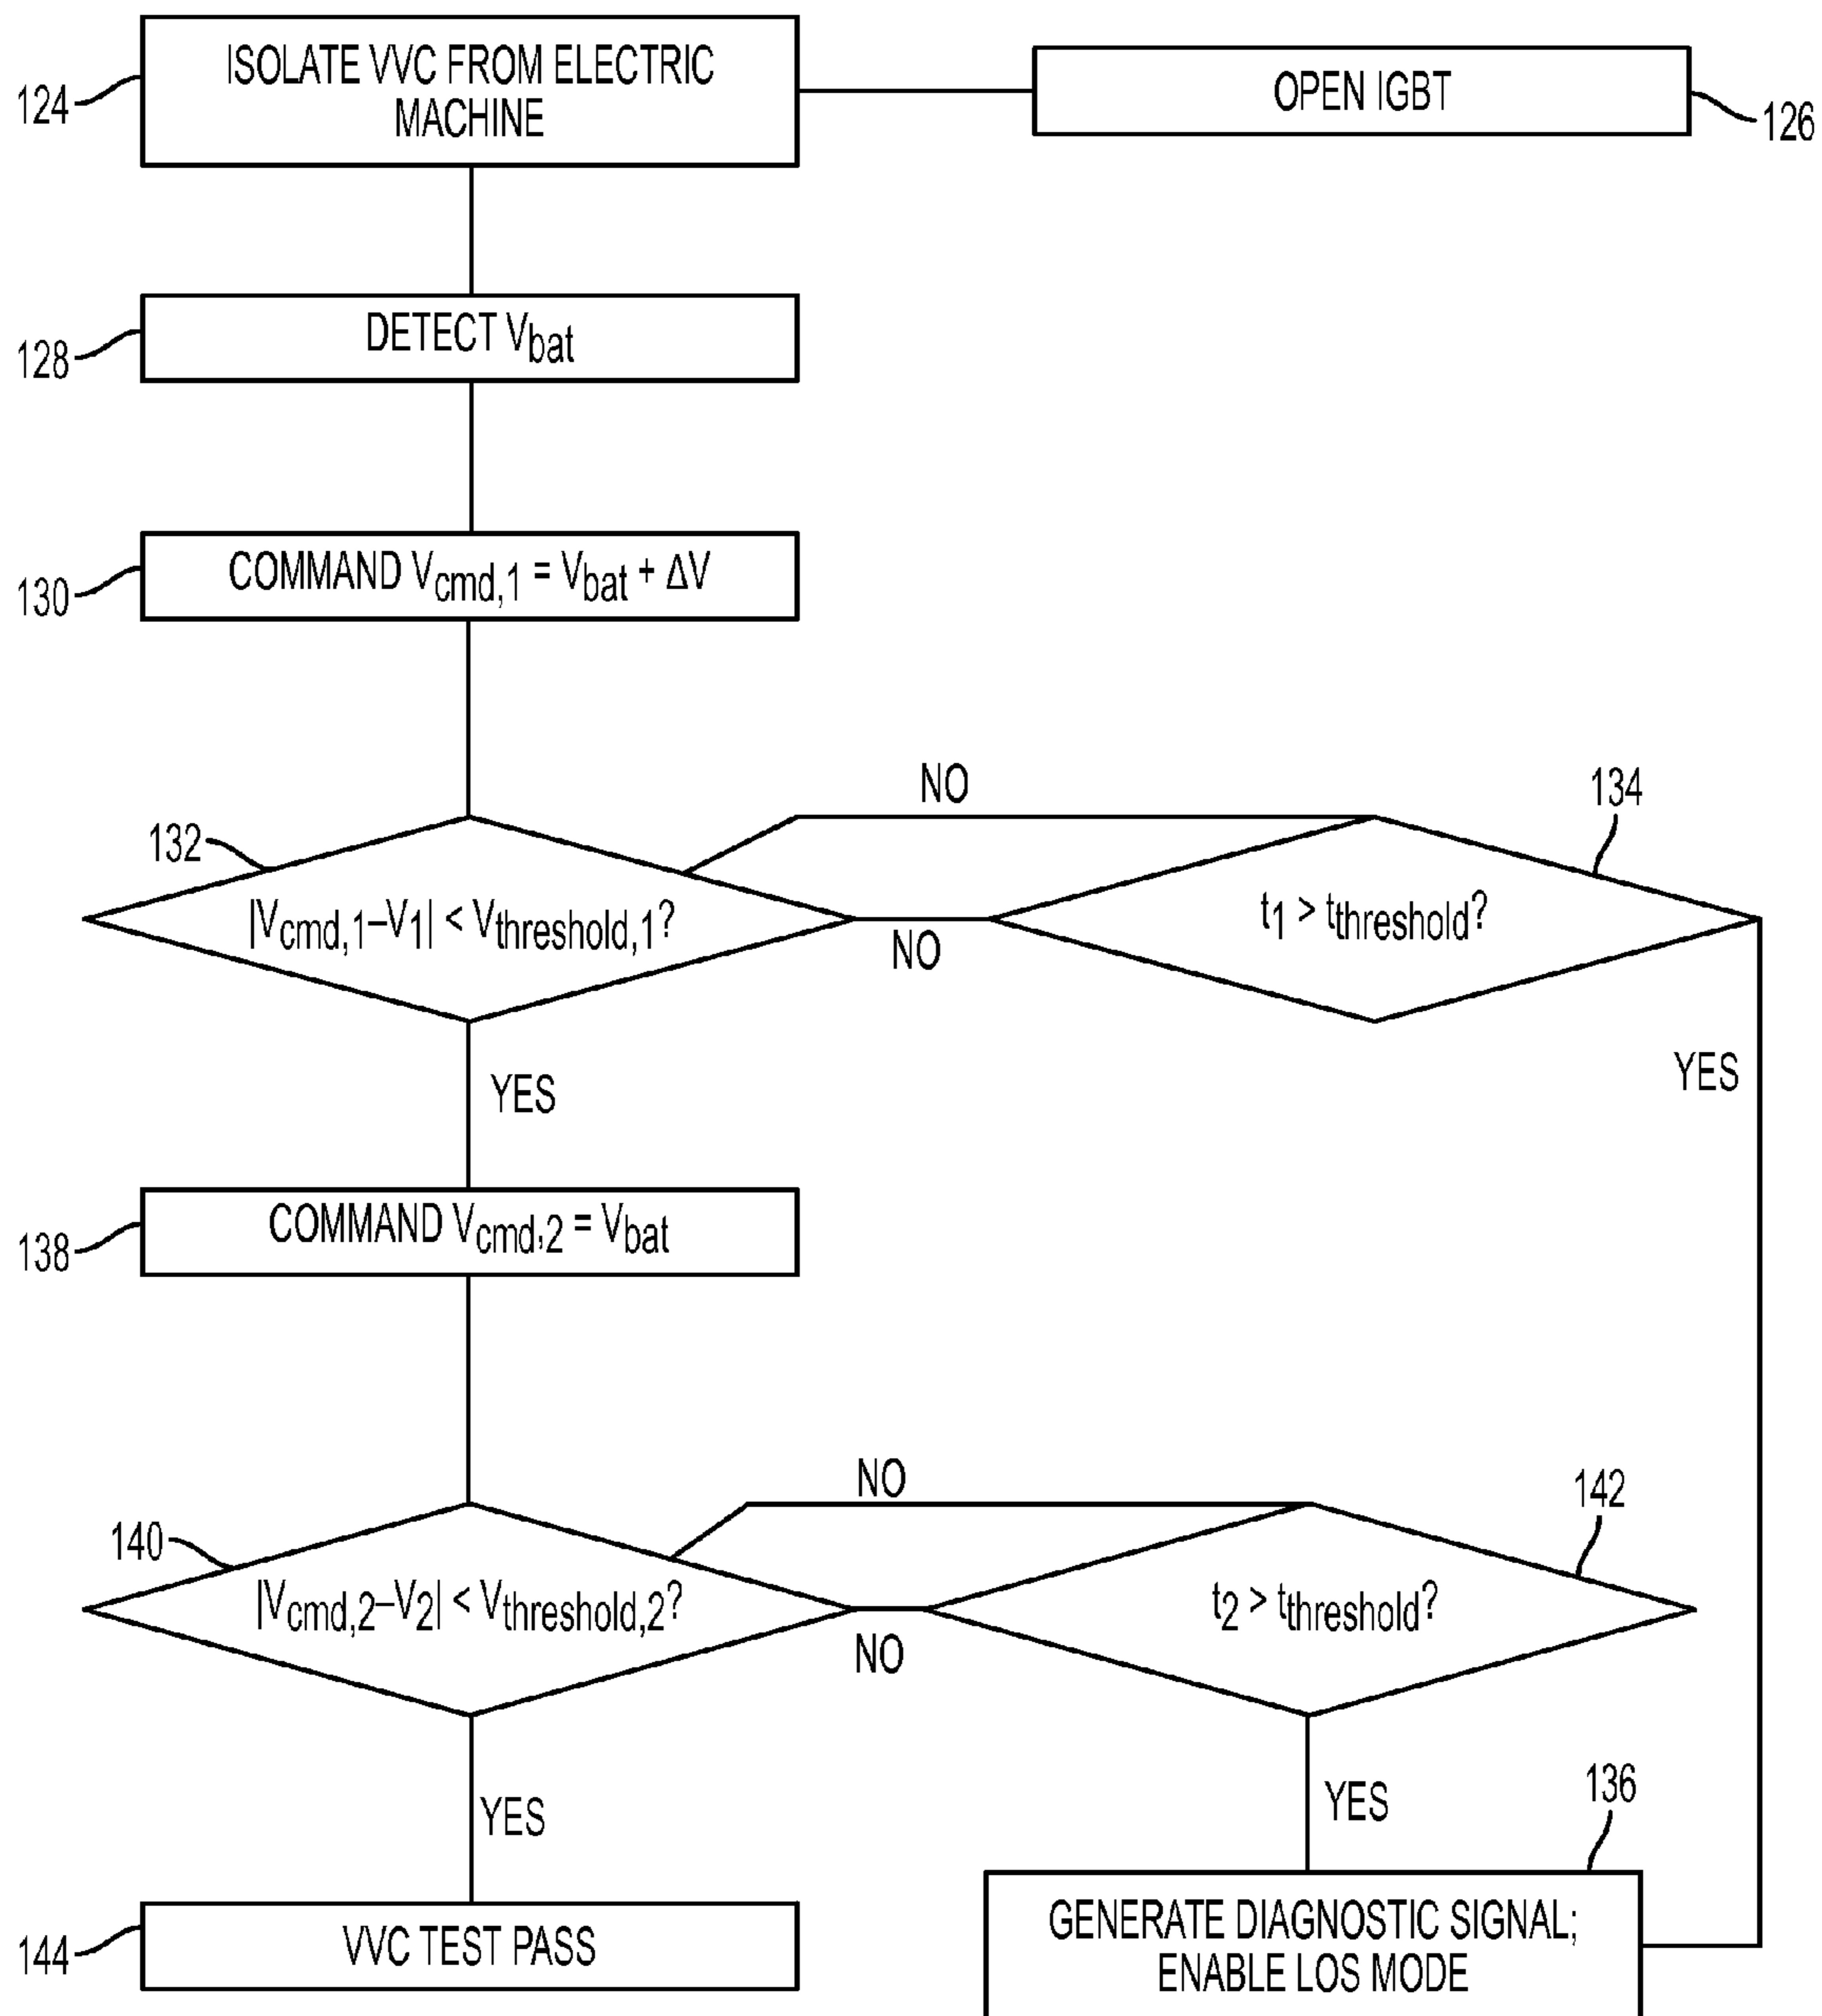 124
ISOLATE VVC FROM ELECTRIC
MACHINE
OPEN IGBT
126
128
DETECT Vbat
130
COMMAND Vcmd,1 = Vbat + ΔV
NO
134
132
|Vcmd,1–V1| < Vthreshold,1?
NO
t1 > tthreshold?
YES
YES
138
COMMAND Vcmd,2 = Vbat
NO
142
140
|Vcmd,2–V2| < Vthreshold,2?
NO
t2 > tthreshold?
YES
YES
136
144
VVC TEST PASS
GENERATE DIAGNOSTIC SIGNAL;
ENABLE LOS MODE